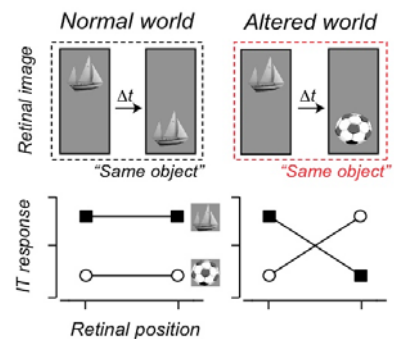 Normal world
Altered world
Retinal image
Δt
Δt
"Same object"
"Same object"
IT response
Retinal position